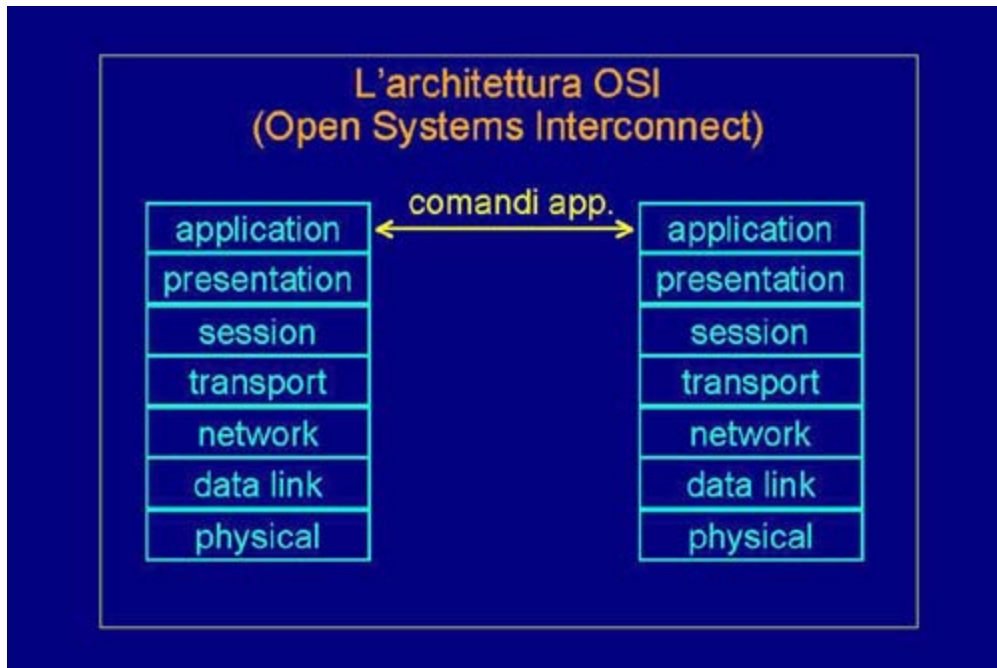 L'architettura OSI
(Open Systems Interconnect)
comandi app.
application
presentation
session
transport
network
data link
physical
application
presentation
session
transport
network
data link
physical